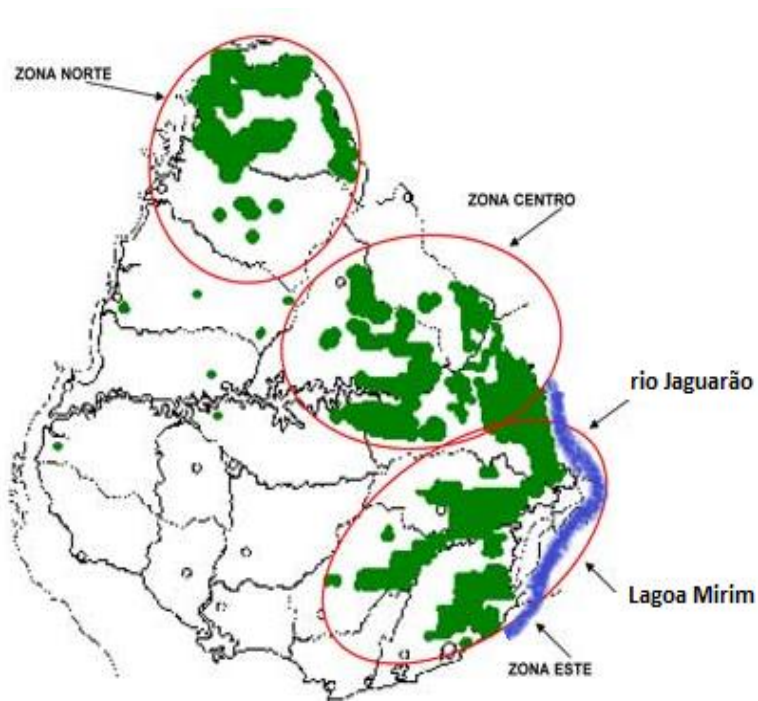 ZONA NORTE
ZONA CENTRO
rio Jaguarão
Lagoa Mirim
ZONA ESTE